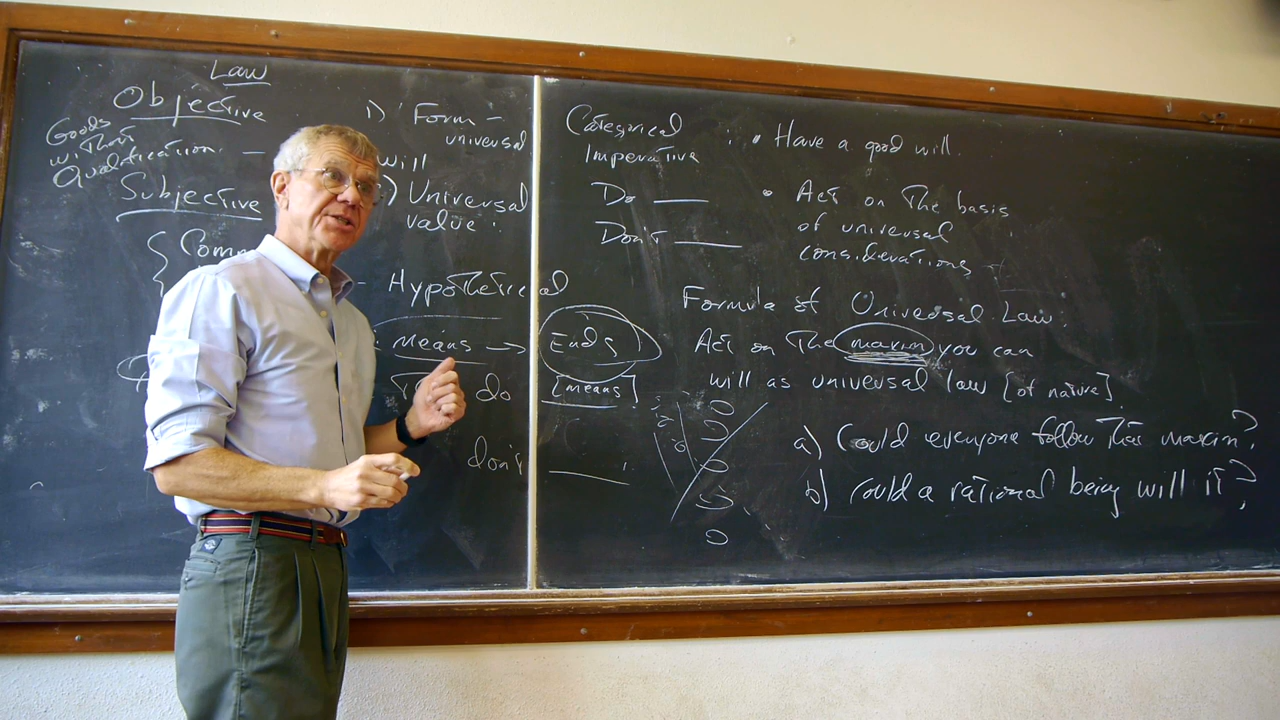 Law
Objective
Goods
without
Qualification. —
Subjective
1) Form –
universal
will
) Universal
value.
– Hypothetical
Means → Ends
[means]
do
don't ____
Categorical
Imperative
: • Have a good will.
Do ____
Don't ____
• Act on the basis
of universal
considerations
Formula of Universal Law:
Act on the maxim you can
will as universal law [of nature].
a) Could everyone follow this maxim?
b) Could a rational being will it?